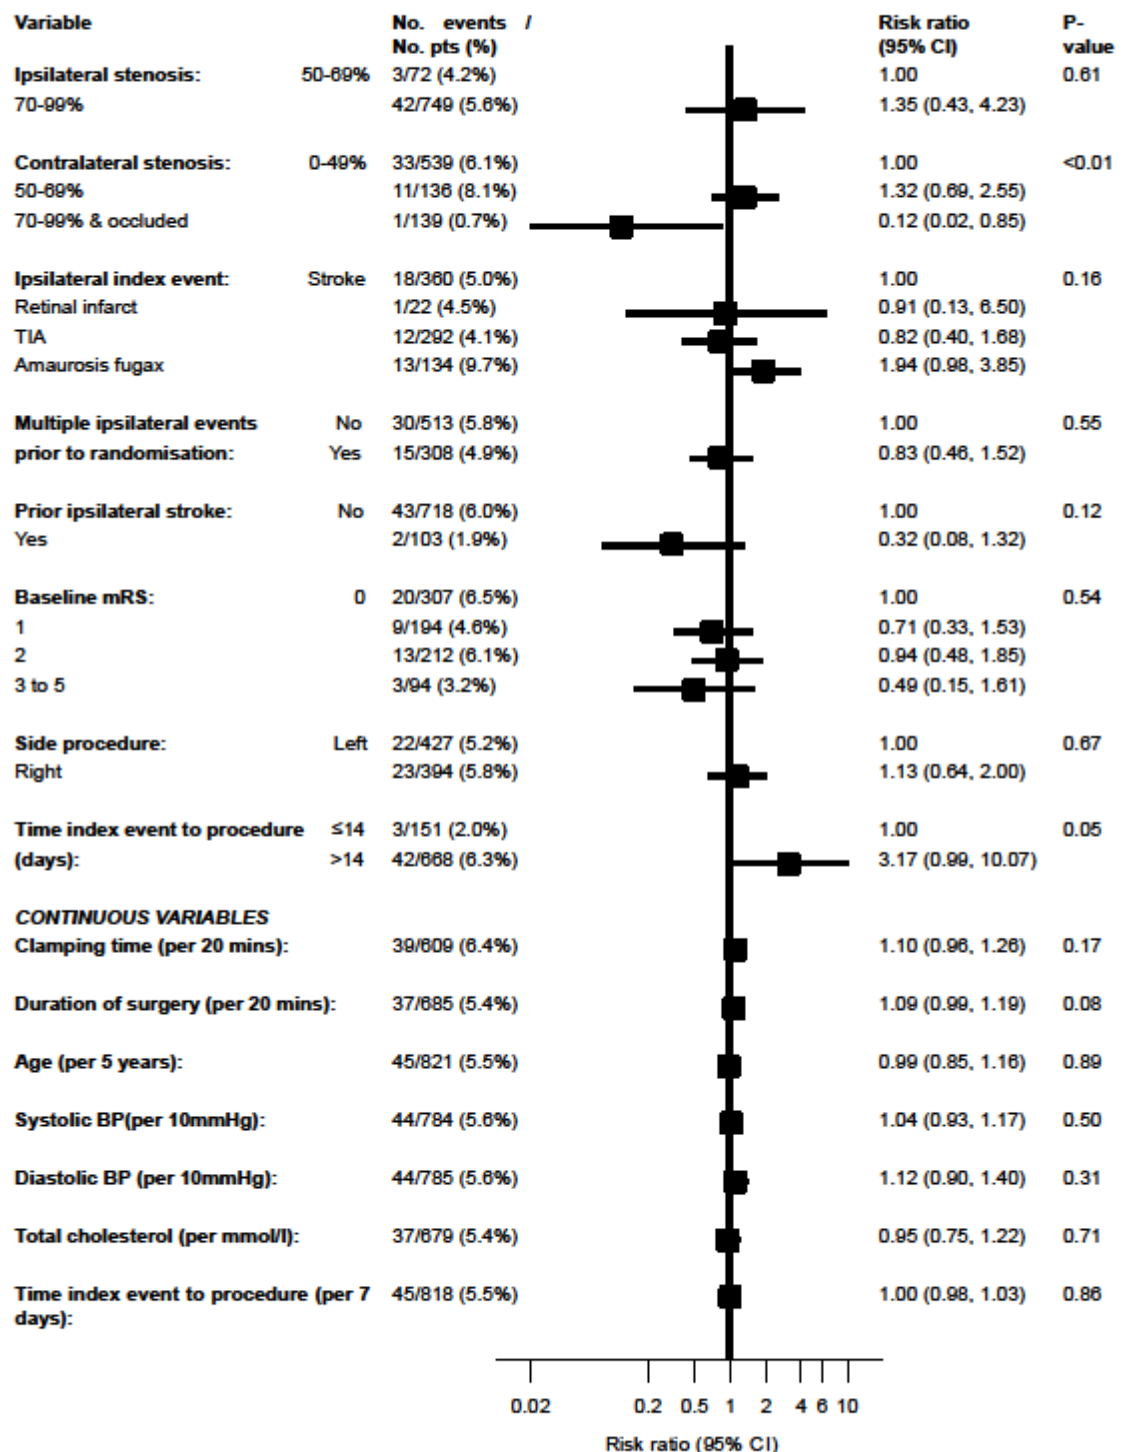 Variable No. events / Risk ratio P-
No. pts (%) (95% CI) value
Ipsilateral stenosis: 50-69% 3/72 (4.2%) 1.00 0.61
70-99% 42/749 (5.6%) 1.35 (0.43, 4.23)
Contralateral stenosis: 0-49% 33/539 (6.1%) 1.00 <0.01
50-69% 11/136 (8.1%) 1.32 (0.69, 2.55)
70-99% & occluded 1/139 (0.7%) 0.12 (0.02, 0.85)
Ipsilateral index event: Stroke 18/360 (5.0%) 1.00 0.16
Retinal infarct 1/22 (4.5%) 0.91 (0.13, 6.50)
TIA 12/292 (4.1%) 0.82 (0.40, 1.68)
Amaurosis fugax 13/134 (9.7%) 1.94 (0.98, 3.85)
Multiple ipsilateral events No 30/513 (5.8%) 1.00 0.55
prior to randomisation: Yes 15/308 (4.9%) 0.83 (0.46, 1.52)
Prior ipsilateral stroke: No 43/718 (6.0%) 1.00 0.12
Yes 2/103 (1.9%) 0.32 (0.08, 1.32)
Baseline mRS: 0 20/307 (6.5%) 1.00 0.54
1 9/194 (4.6%) 0.71 (0.33, 1.53)
2 13/212 (6.1%) 0.94 (0.48, 1.85)
3 to 5 3/94 (3.2%) 0.49 (0.15, 1.61)
Side procedure: Left 22/427 (5.2%) 1.00 0.67
Right 23/394 (5.8%) 1.13 (0.64, 2.00)
Time index event to procedure ≤14 3/151 (2.0%) 1.00 0.05
(days): >14 42/668 (6.3%) 3.17 (0.99, 10.07)
CONTINUOUS VARIABLES
Clamping time (per 20 mins): 39/609 (6.4%) 1.10 (0.96, 1.26) 0.17
Duration of surgery (per 20 mins): 37/685 (5.4%) 1.09 (0.99, 1.19) 0.08
Age (per 5 years): 45/821 (5.5%) 0.99 (0.85, 1.16) 0.89
Systolic BP(per 10mmHg): 44/784 (5.6%) 1.04 (0.93, 1.17) 0.50
Diastolic BP (per 10mmHg): 44/785 (5.6%) 1.12 (0.90, 1.40) 0.31
Total cholesterol (per mmol/l): 37/679 (5.4%) 0.95 (0.75, 1.22) 0.71
Time index event to procedure (per 7 45/818 (5.5%) 1.00 (0.98, 1.03) 0.86
days):
0.02 0.2 0.5 1 2 4 6 10
Risk ratio (95% CI)